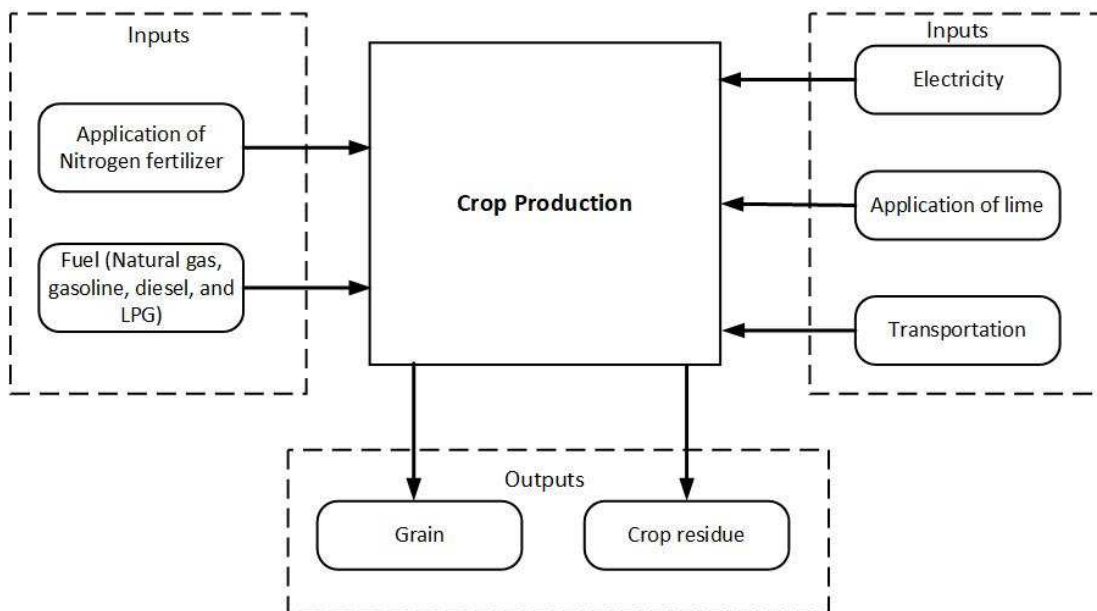 Inputs
Application of
Nitrogen fertilizer
Fuel (Natural gas,
gasoline, diesel, and
LPG)
Crop Production
Inputs
Electricity
Application of lime
Transportation
Outputs
Grain
Crop residue